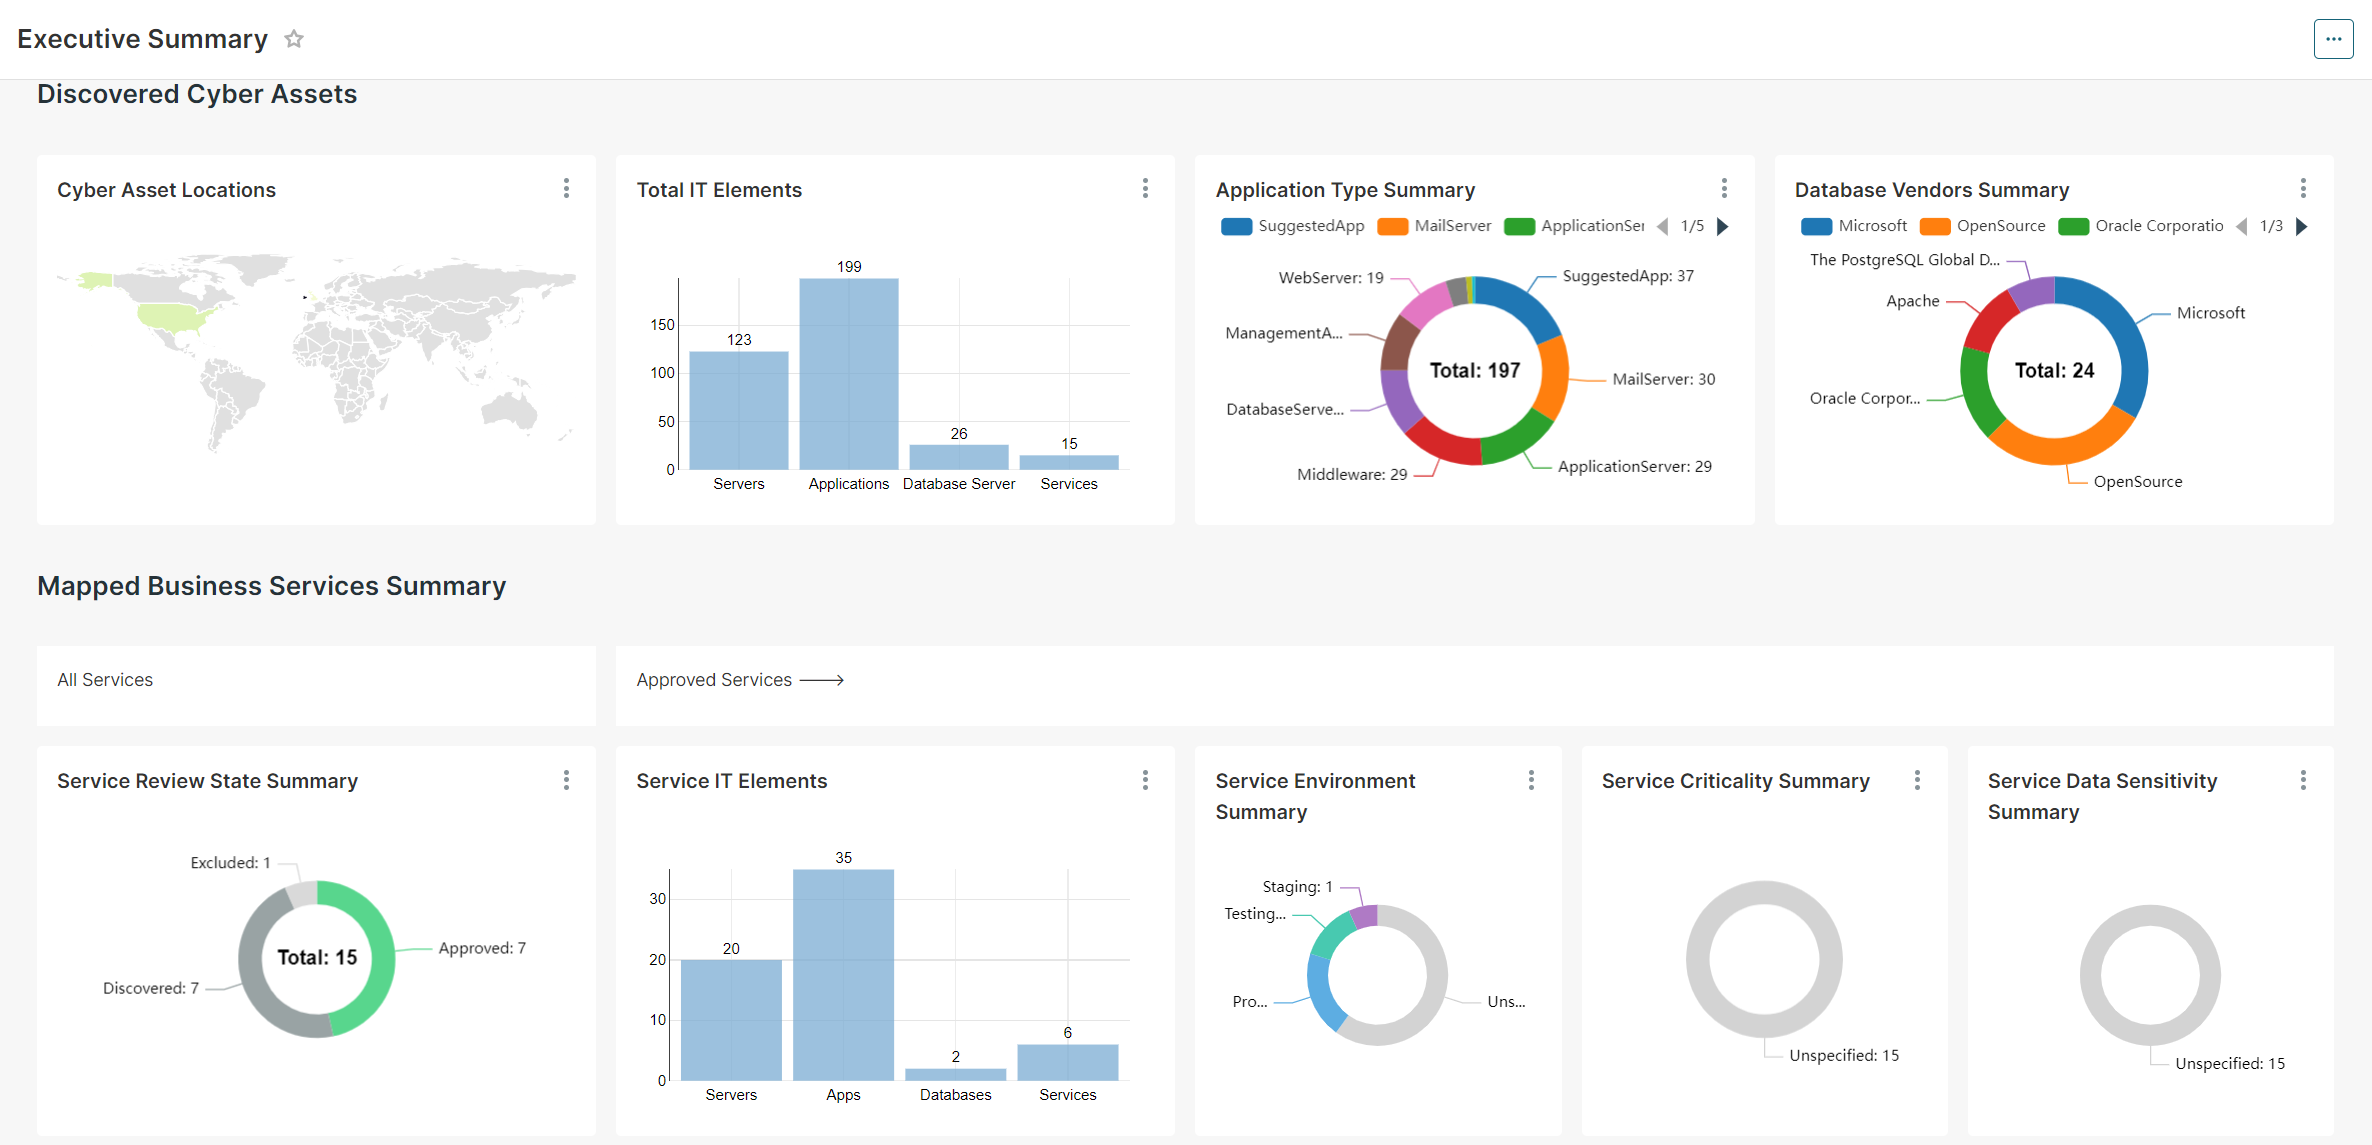 Executive Summary
...
Discovered Cyber Assets
Cyber Asset Locations
Total IT Elements
199
150
123
100
50
26
15
0
Servers
Applications
Database Server
Services
Application Type Summary
SuggestedApp
MailServer
ApplicationSer
1/5
WebServer: 19
SuggestedApp: 37
ManagementA...
Total: 197
MailServer: 30
DatabaseServe...
ApplicationServer: 29
Middleware: 29
Database Vendors Summary
Microsoft
OpenSource
Oracle Corporatio
1/3
The PostgreSQL Global D...
Apache
Microsoft
Total: 24
Oracle Corpor...
OpenSource
Mapped Business Services Summary
All Services
Approved Services
Service Review State Summary
Excluded: 1
Total: 15
Approved: 7
Discovered: 7
Service IT Elements
35
30
20
20
10
6
2
0
Servers
Apps
Databases
Services
Service Environment
Summary
Staging: 1
Testing...
Pro...
Uns...
Service Criticality Summary
Unspecified: 15
Service Data Sensitivity
Summary
Unspecified: 15